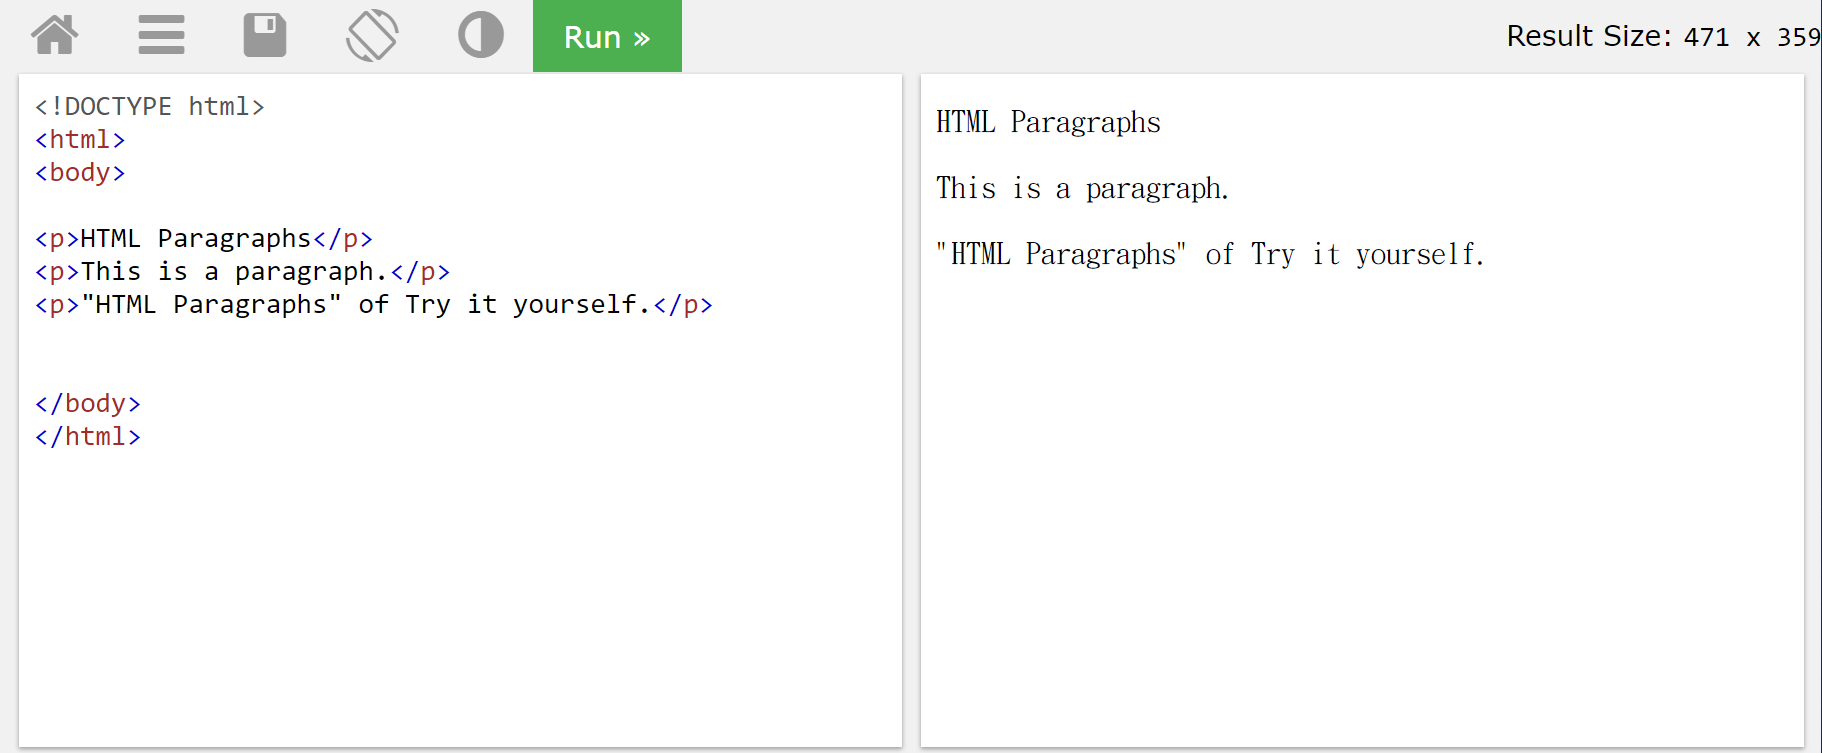 Run »
Result Size: 471 x 359
<!DOCTYPE html>
<html>
<body>
<p>HTML Paragraphs</p>
<p>This is a paragraph.</p>
<p>"HTML Paragraphs" of Try it yourself.</p>
</body>
</html>
HTML Paragraphs
This is a paragraph.
"HTML Paragraphs" of Try it yourself.